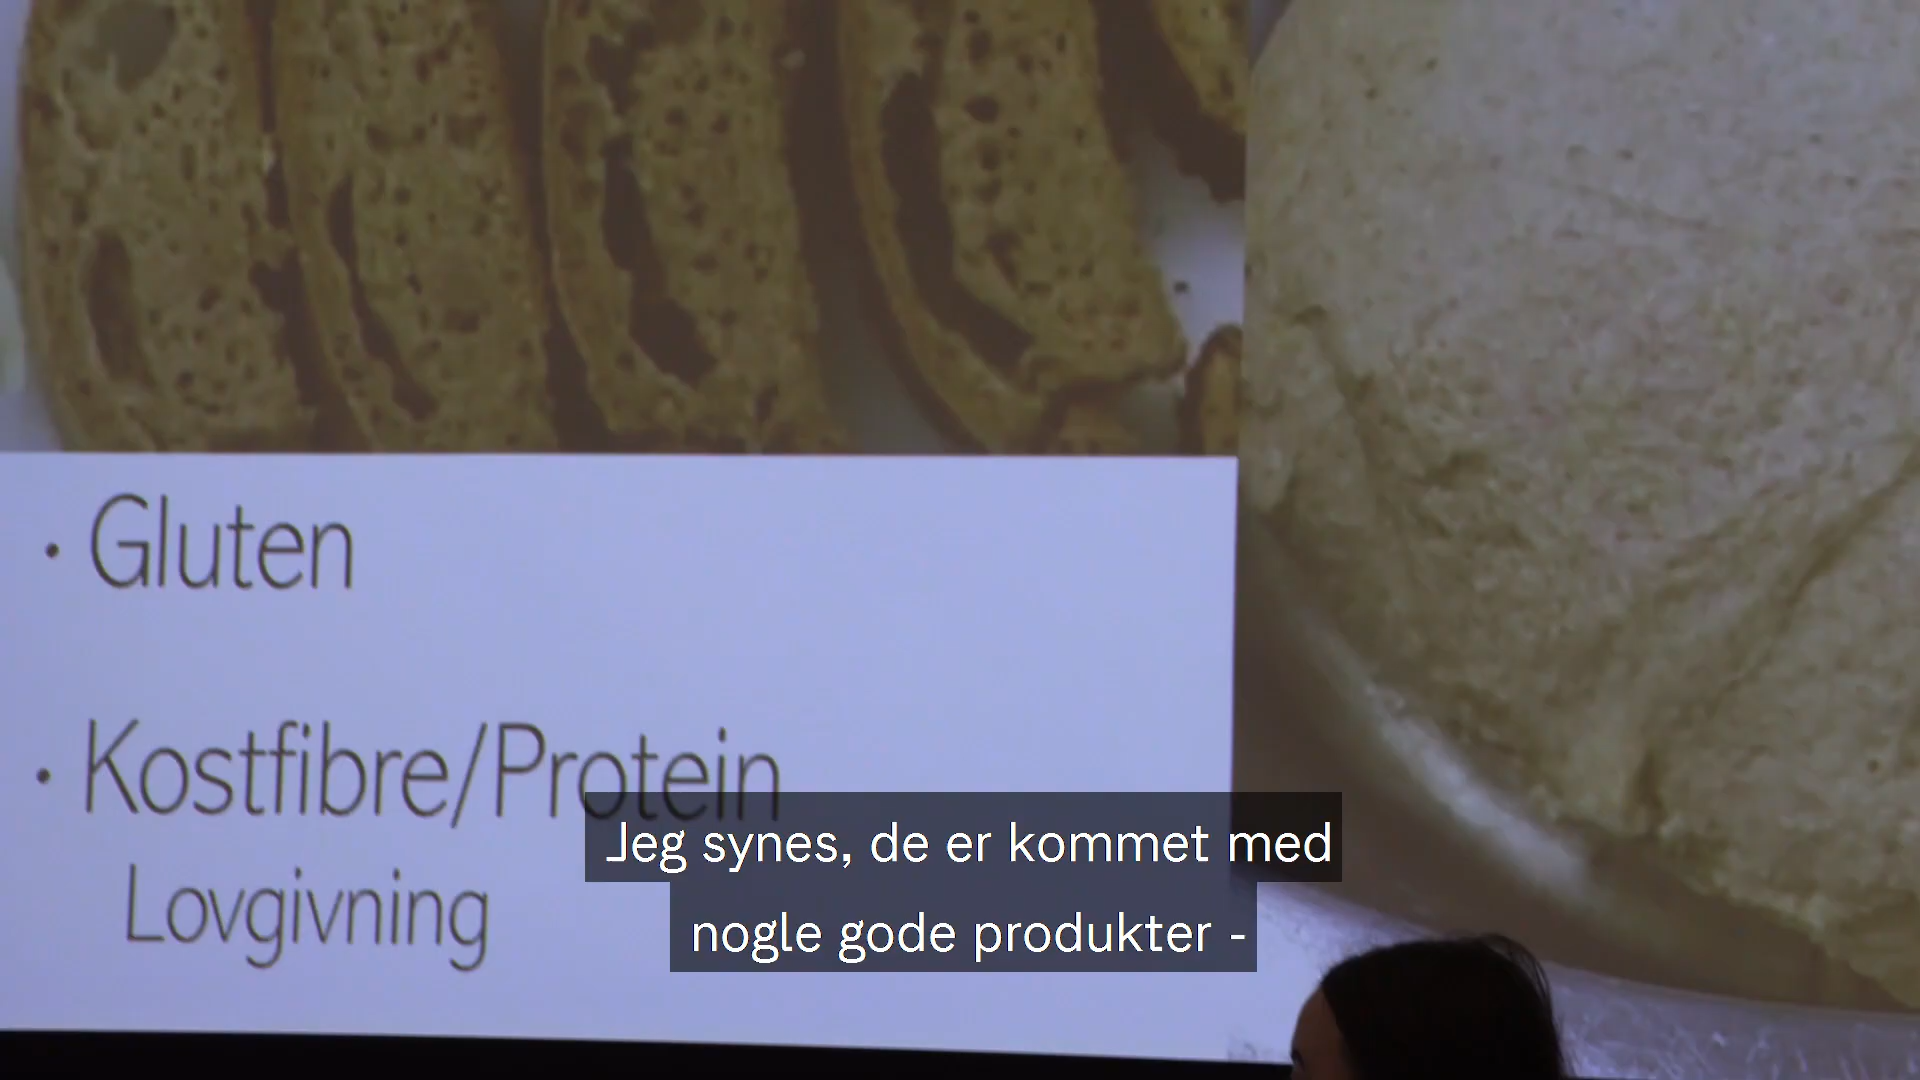 • Gluten
• Kostfibre/Protein
Lovgivning
Jeg synes, de er kommet med
nogle gode produkter -